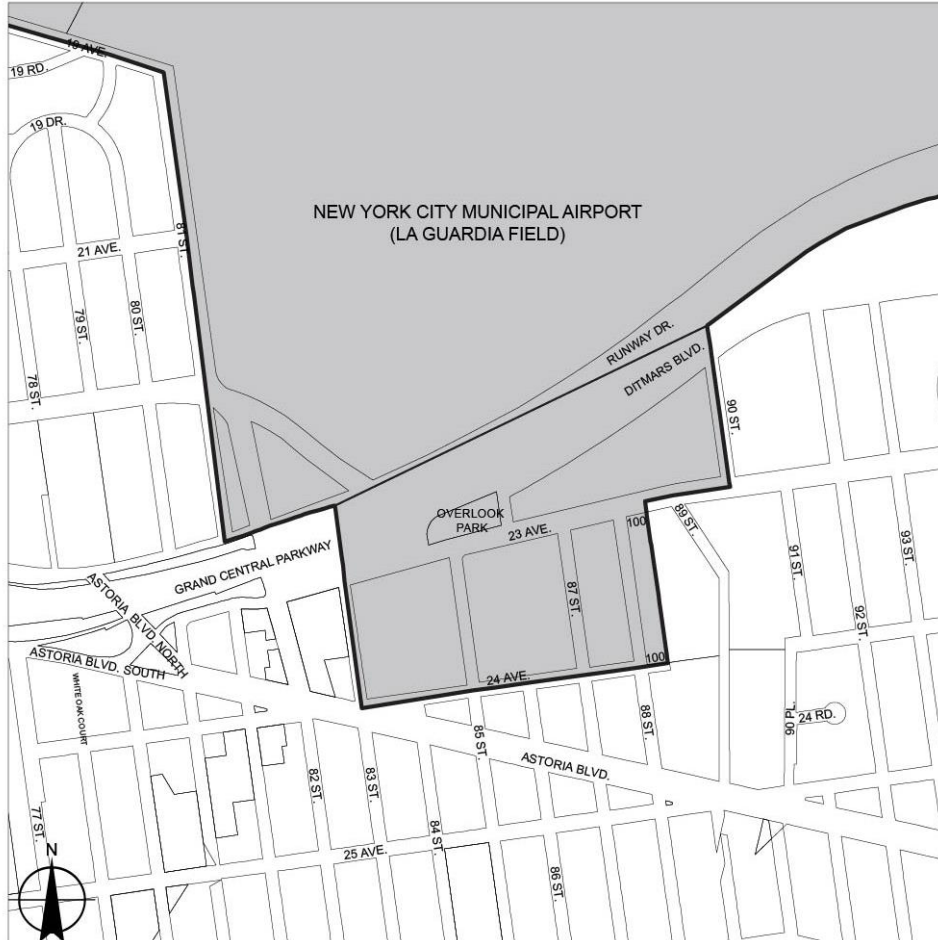 19 AVE.
19 RD.
19 DR.
NEW YORK CITY MUNICIPAL AIRPORT
(LA GUARDIA FIELD)
81 ST.
21 AVE.
79 ST.
80 ST.
78 ST.
RUNWAY DR.
DITMARS BLVD.
90 ST.
OVERLOOK
PARK
23 AVE.
100
89 ST.
GRAND CENTRAL PARKWAY
ASTORIA BLVD. NORTH
87 ST.
91 ST.
93 ST.
92 ST.
ASTORIA BLVD. SOUTH
WHITE OAK COURT
24 AVE.
100
88 ST.
90 PL.
24 RD.
85 ST.
ASTORIA BLVD.
82 ST.
83 ST.
77 ST.
84 ST.
25 AVE.
86 ST.
N